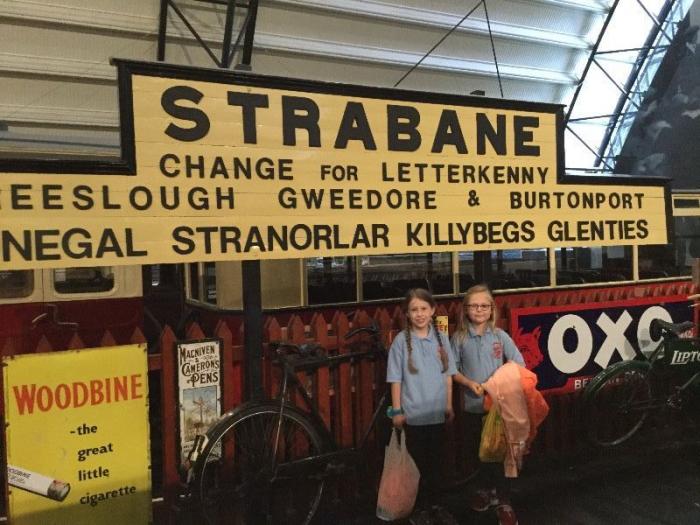 STRABANE
CHANGE FOR LETTERKENNY
EESLOUGH GWEEDORE & BURTONPORT
NEGAL STRANORLAR KILLYBEGS GLENTIES
WOODBINE
-the
great
little
cigarette
MACNIVEN
& CAMERONS
PENS
OXO
LIPTO